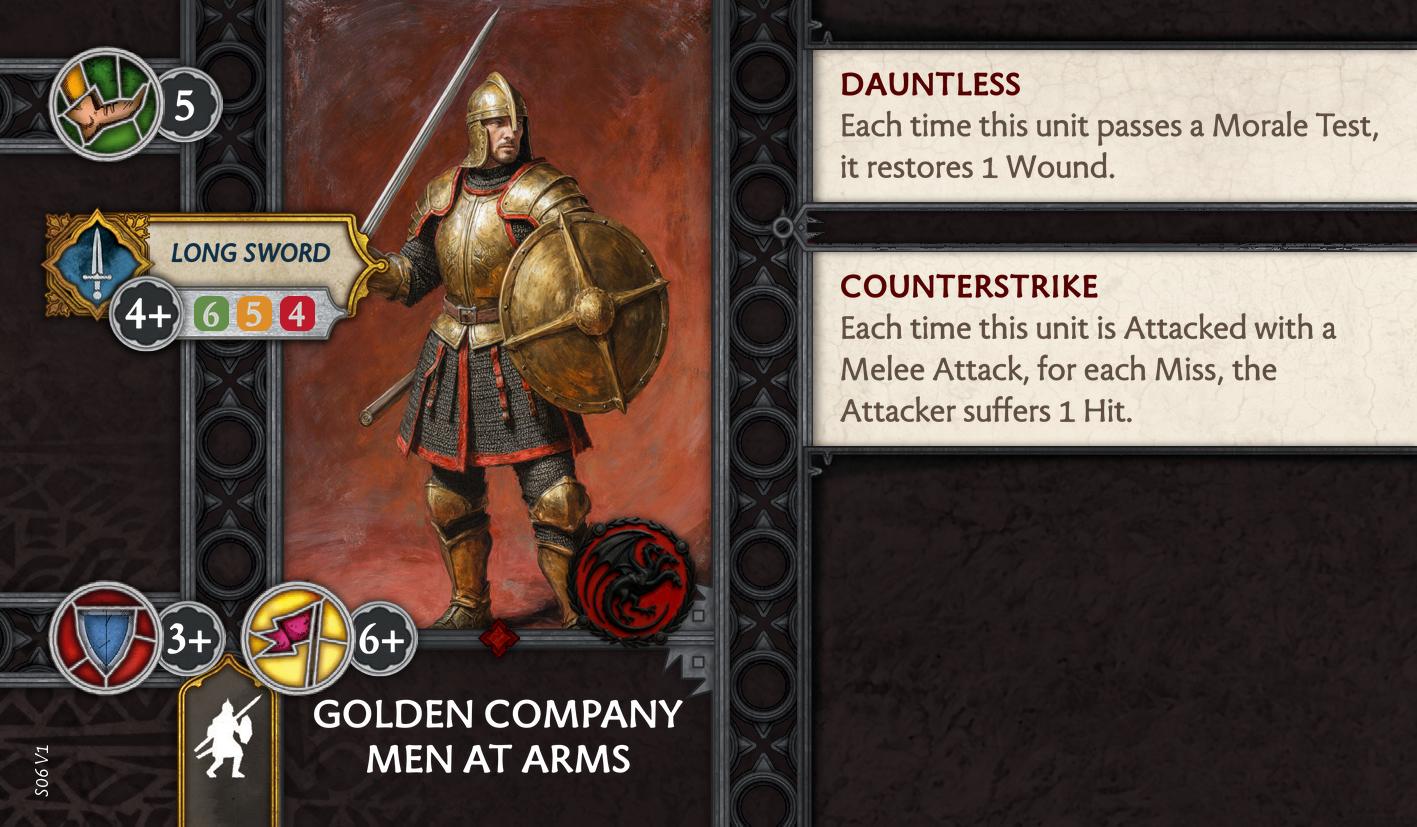 5
LONG SWORD
4+ 6 5 4
3+ 6+
GOLDEN COMPANY
MEN AT ARMS
S06 V1
DAUNTLESS
Each time this unit passes a Morale Test,
it restores 1 Wound.
COUNTERSTRIKE
Each time this unit is Attacked with a
Melee Attack, for each Miss, the
Attacker suffers 1 Hit.